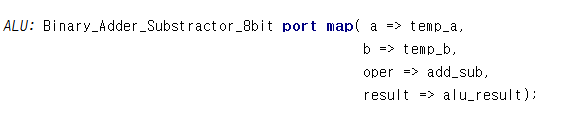 ALU: Binary_Adder_Substractor_8bit port map( a => temp_a,
b => temp_b,
oper => add_sub,
result => alu_result);